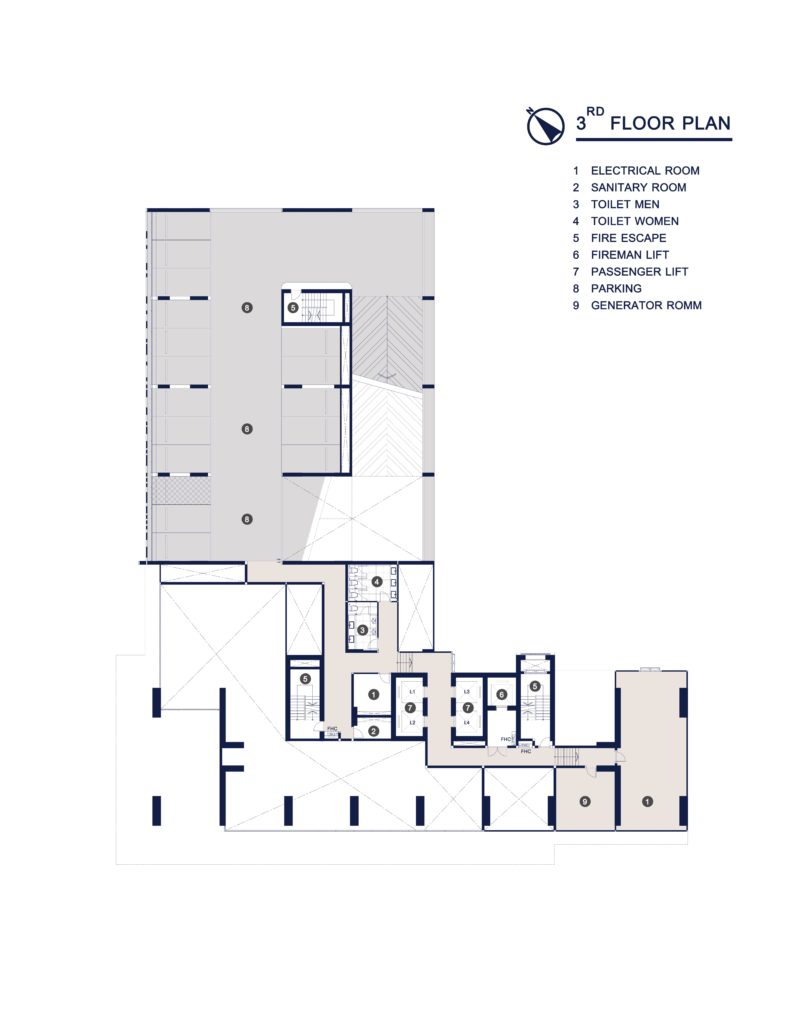 N
3RD FLOOR PLAN
1 ELECTRICAL ROOM
2 SANITARY ROOM
3 TOILET MEN
4 TOILET WOMEN
5 FIRE ESCAPE
6 FIREMAN LIFT
7 PASSENGER LIFT
8 PARKING
9 GENERATOR ROMM
8
5
8
8
4
3
5
1
L1
L3
7
7
6
5
L2
L4
FHC
2
FHC
FHC
9
1